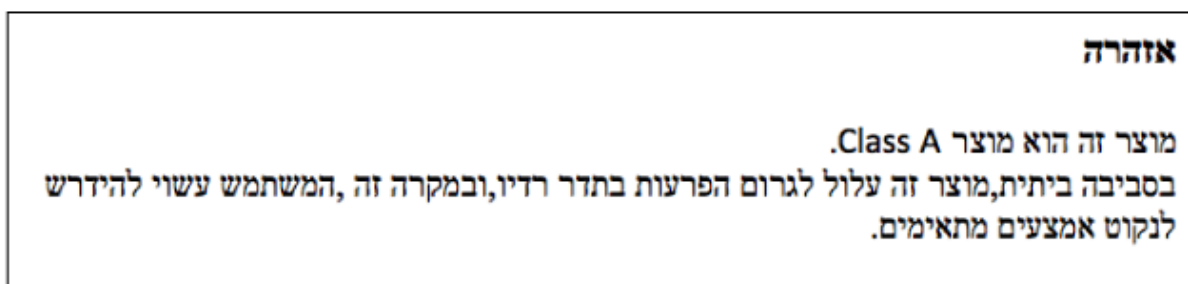 אזהרה
מוצר זה הוא מוצר Class A.
בסביבה ביתית,מוצר זה עלול לגרום הפרעות בתדר רדיו,ובמקרה זה ,המשתמש עשוי להידרש
לנקוט אמצעים מתאימים.